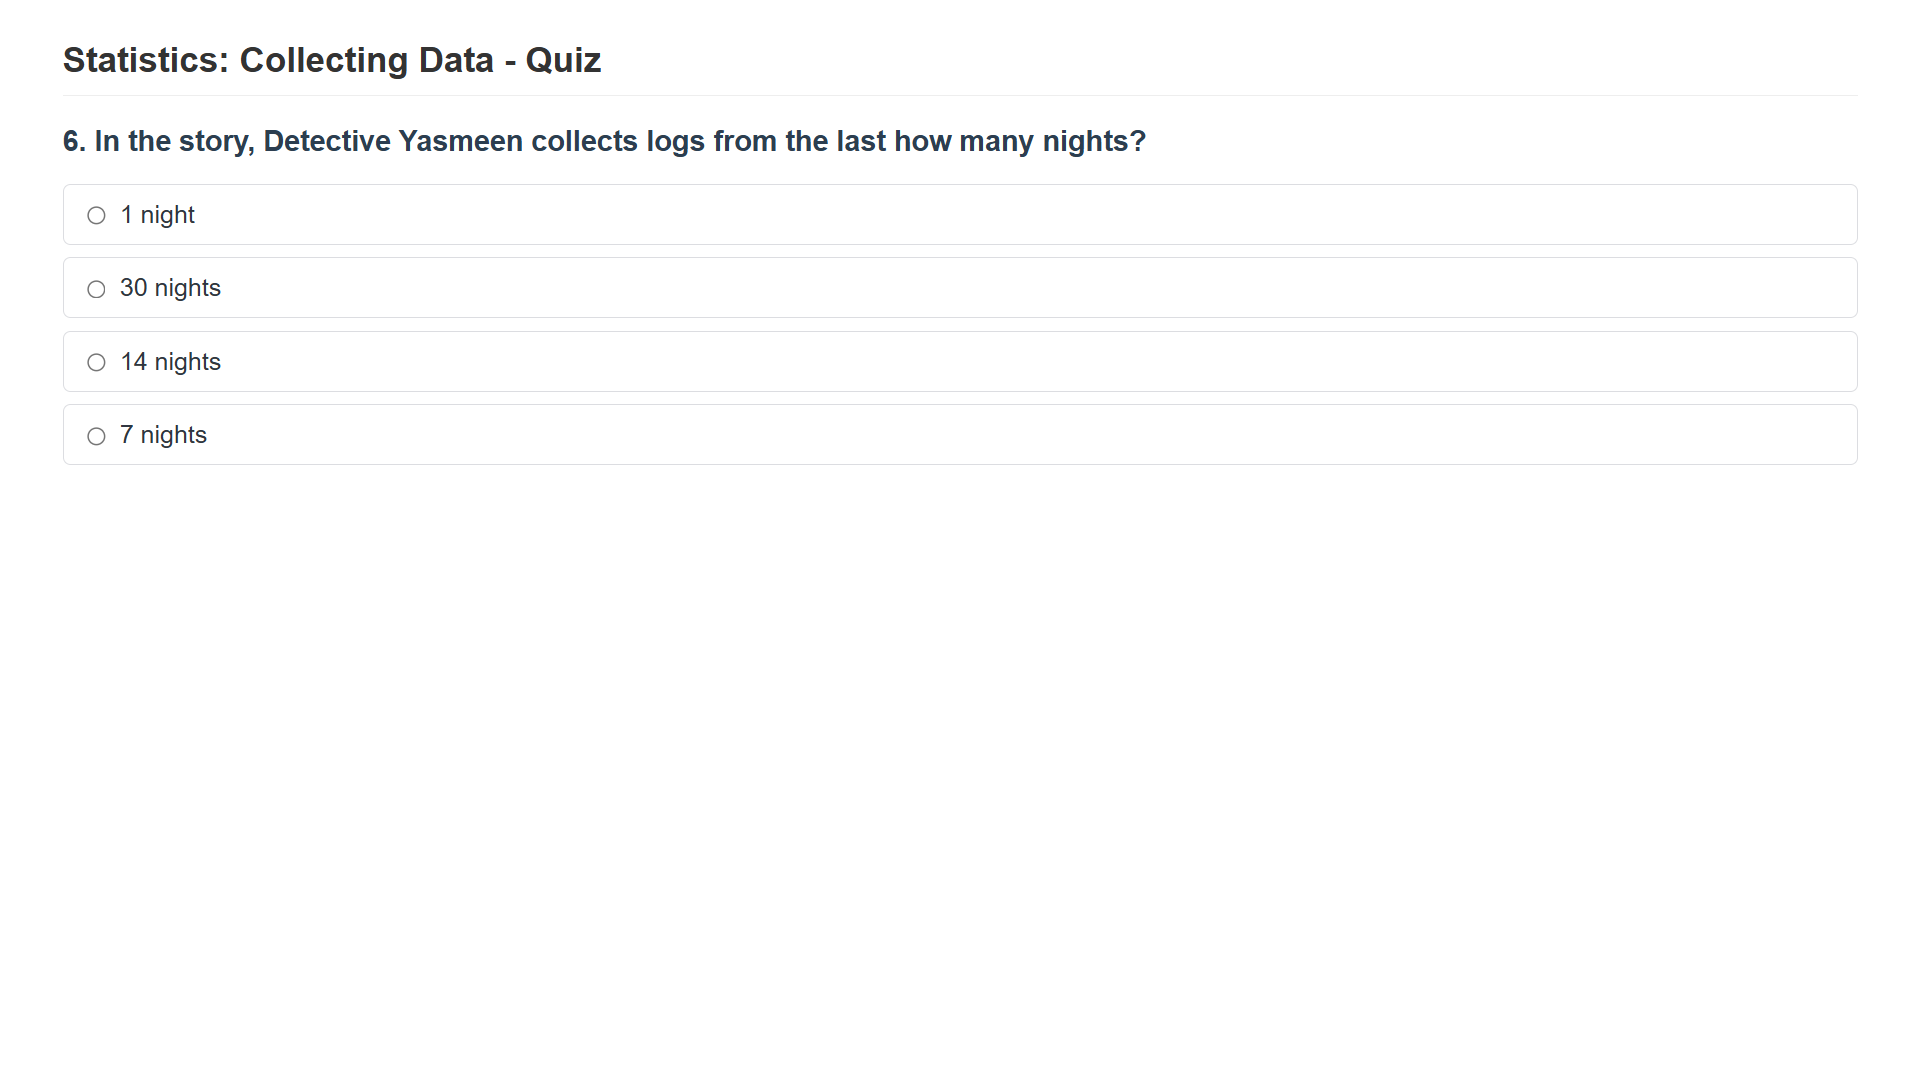 Statistics: Collecting Data - Quiz
6. In the story, Detective Yasmeen collects logs from the last how many nights?
1 night
30 nights
14 nights
7 nights